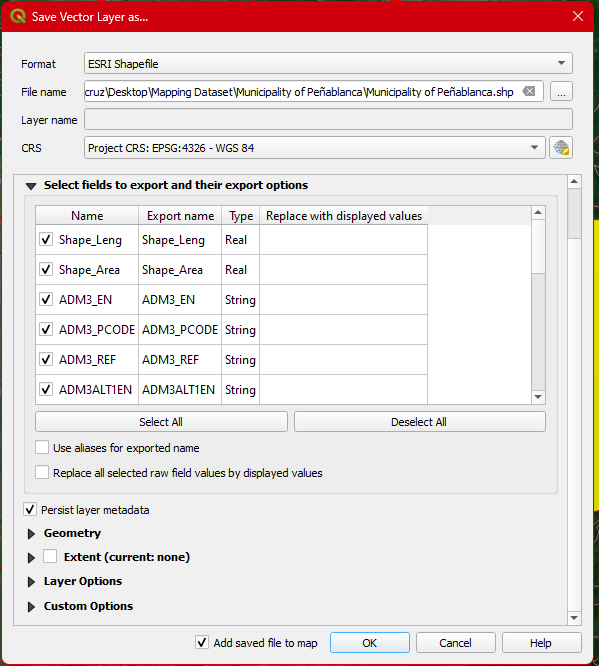 Save Vector Layer as...
Format ESRI Shapefile
File name cruz\Desktop\Mapping Dataset\Municipality of Peñablanca\Municipality of Peñablanca.shp ...
Layer name
CRS Project CRS: EPSG:4326 - WGS 84
Select fields to export and their export options
Name Export name Type Replace with displayed values
Shape_Leng Shape_Leng Real
Shape_Area Shape_Area Real
ADM3_EN ADM3_EN String
ADM3_PCODE ADM3_PCODE String
ADM3_REF ADM3_REF String
ADM3ALT1EN ADM3ALT1EN String
Select All Deselect All
Use aliases for exported name
Replace all selected raw field values by displayed values
Persist layer metadata
Geometry
Extent (current: none)
Layer Options
Custom Options
Add saved file to map OK Cancel Help